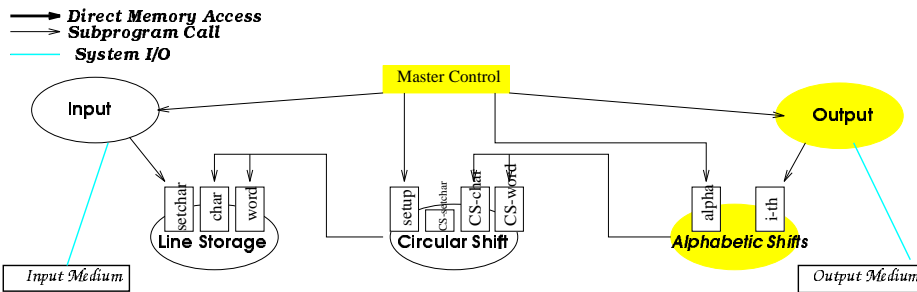 Direct Memory Access
Subprogram Call
System I/O
Master Control
Input
Output
setchar
char
word
setup
CS-setchar
CS-char
CS-word
alpha
i-th
Line Storage
Circular Shift
Alphabetic Shifts
Input Medium
Output Medium